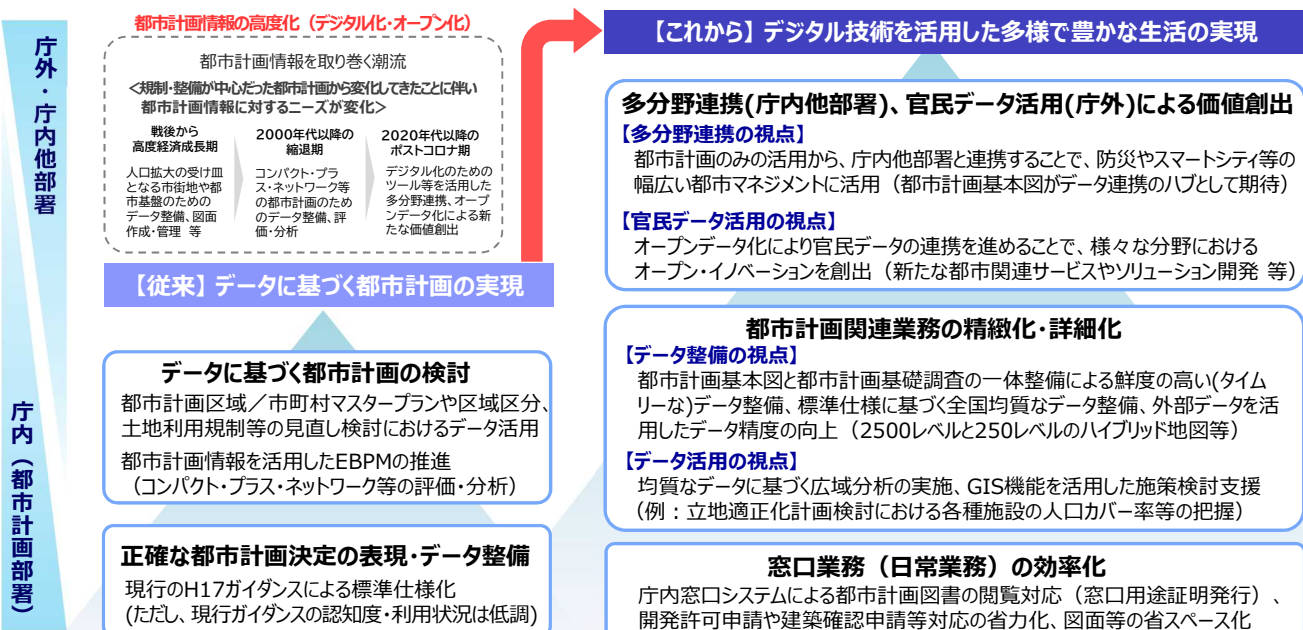 庁外・庁内他部署
庁内（都市計画部署）
都市計画情報の高度化（デジタル化・オープン化）
都市計画情報を取り巻く潮流
＜規制・整備が中心だった都市計画から変化してきたことに伴い
都市計画情報に対するニーズが変化＞
戦後から
高度経済成長期
人口拡大の受け皿
となる市街地や都
市基盤のための
データ整備、図面
作成・管理 等
2000年代以降の
縮退期
コンパクト・プラ
ス・ネットワーク等
の都市計画のため
のデータ整備、評
価・分析
2020年代以降の
ポストコロナ期
デジタル化のための
ツール等を活用した
多分野連携、オープ
ンデータ化による新
たな価値創出
【従来】データに基づく都市計画の実現
データに基づく都市計画の検討
都市計画区域／市町村マスタープランや区域区分、
土地利用規制等の見直し検討におけるデータ活用
都市計画情報を活用したEBPMの推進
（コンパクト・プラス・ネットワーク等の評価・分析）
正確な都市計画決定の表現・データ整備
現行のH17ガイダンスによる標準仕様化
(ただし、現行ガイダンスの認知度・利用状況は低調)
【これから】デジタル技術を活用した多様で豊かな生活の実現
多分野連携(庁内他部署)、官民データ活用(庁外)による価値創出
【多分野連携の視点】
都市計画のみの活用から、庁内他部署と連携することで、防災やスマートシティ等の
幅広い都市マネジメントに活用（都市計画基本図がデータ連携のハブとして期待）
【官民データ活用の視点】
オープンデータ化により官民データの連携を進めることで、様々な分野における
オープン・イノベーションを創出（新たな都市関連サービスやソリューション開発 等）
都市計画関連業務の精緻化・詳細化
【データ整備の視点】
都市計画基本図と都市計画基礎調査の一体整備による鮮度の高い(タイム
リーな)データ整備、標準仕様に基づく全国均質なデータ整備、外部データを活
用したデータ精度の向上（2500レベルと250レベルのハイブリッド地図等）
【データ活用の視点】
均質なデータに基づく広域分析の実施、GIS機能を活用した施策検討支援
（例：立地適正化計画検討における各種施設の人口カバー率等の把握）
窓口業務（日常業務）の効率化
庁内窓口システムによる都市計画図書の閲覧対応（窓口用途証明発行）、
開発許可申請や建築確認申請等対応の省力化、図面等の省スペース化